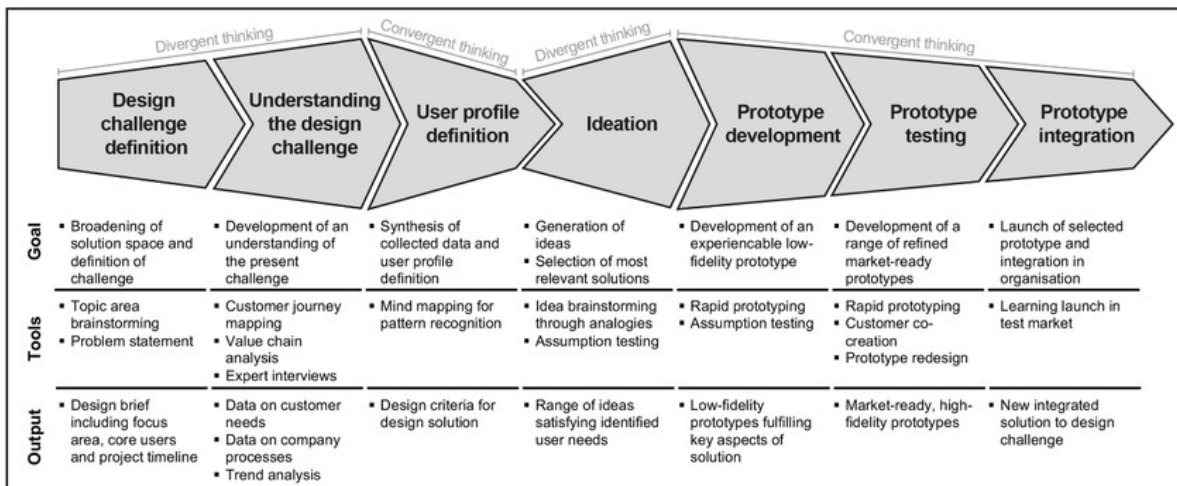 Divergent thinking
Convergent thinking
Divergent thinking
Convergent thinking
Design
challenge
definition
Understanding
the design
challenge
User profile
definition
Ideation
Prototype
development
Prototype
testing
Prototype
integration
Goal
▪ Broadening of
solution space and
definition of
challenge
▪ Development of an
understanding of
the present
challenge
▪ Synthesis of
collected data and
user profile
definition
▪ Generation of
ideas
▪ Selection of most
relevant solutions
▪ Development of an
experiencable low-
fidelity prototype
▪ Development of a
range of refined
market-ready
prototypes
▪ Launch of selected
prototype and
integration in
organisation
Tools
▪ Topic area
brainstorming
▪ Problem statement
▪ Customer journey
mapping
▪ Value chain
analysis
▪ Expert interviews
▪ Mind mapping for
pattern recognition
▪ Idea brainstorming
through analogies
▪ Assumption testing
▪ Rapid prototyping
▪ Assumption testing
▪ Rapid prototyping
▪ Customer co-
creation
▪ Prototype redesign
▪ Learning launch in
test market
Output
▪ Design brief
including focus
area, core users
and project timeline
▪ Data on customer
needs
▪ Data on company
processes
▪ Trend analysis
▪ Design criteria for
design solution
▪ Range of ideas
satisfying identified
user needs
▪ Low-fidelity
prototypes fulfilling
key aspects of
solution
▪ Market-ready, high-
fidelity prototypes
▪ New integrated
solution to design
challenge